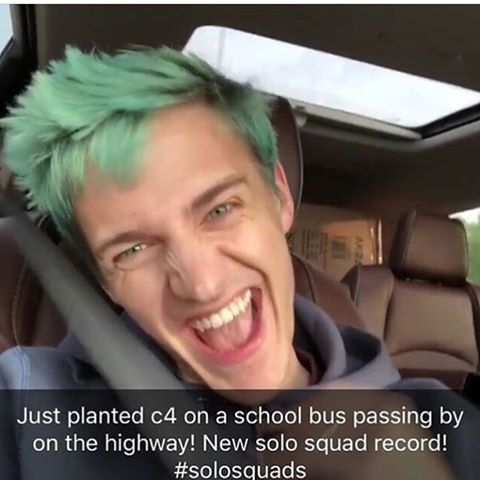 Just planted c4 on a school bus passing by
on the highway! New solo squad record!
#solosquads